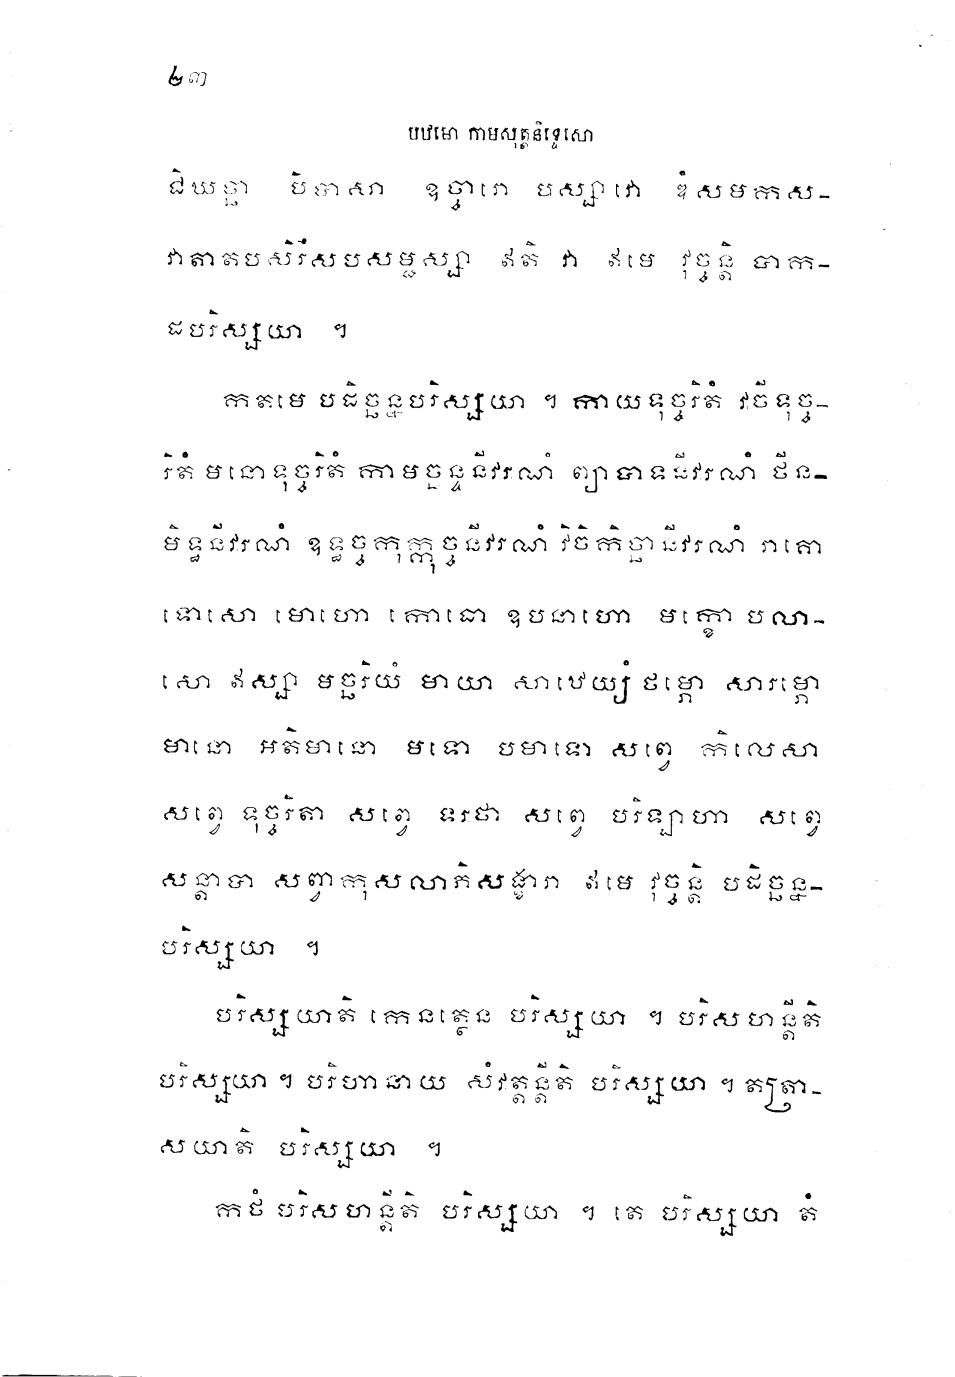 ២៣
បឋមោ កាមសុត្តនិទ្ទេសោ
ជិឃច្ឆា បិបាសា ឧច្ចារោ បស្សាវោ ឌំសមកស-
វាតាតបសិរឹសបសម្ផស្សា ឥតិ វា ឥមេ វុច្ចន្តិ បាក-
ដបរិស្សយា ។
កតមេ បដិច្ឆន្នបរិស្សយា ។ កាយទុច្ចរិតំ វចីទុច្ច-
រិតំ មនោទុច្ចរិតំ កាមច្ឆន្ទនីវរណំ ព្យាបាទនីវរណំ ថីន-
មិទ្ធនីវរណំ ឧទ្ធច្ចកុក្កុច្ចនីវរណំ វិចិកិច្ឆានីវរណំ រាគោ
ទោសោ មោហោ កោធោ ឧបនាហោ មក្ខោ បលា-
សោ ឥស្សា មច្ឆរិយំ មាយា សាឋេយ្យំ ថម្ភោ សារម្ភោ
មានោ អតិមានោ មទោ បមាទោ សព្វេ កិលេសា
សព្វេ ទុច្ចរិតា សព្វេ ទរថា សព្វេ បរិឡាហា សព្វេ
សន្តាបា សព្វាកុសលាភិសង្ខារា ឥមេ វុច្ចន្តិ បដិច្ឆន្ន-
បរិស្សយា ។
បរិស្សយាតិ កេនត្ថេន បរិស្សយា ។ បរិសហន្តីតិ
បរិស្សយា ។ បរិហានាយ សំវត្តន្តីតិ បរិស្សយា ។ តត្រា-
សយាតិ បរិស្សយា ។
កថំ បរិសហន្តីតិ បរិស្សយា ។ តេ បរិស្សយា តំ